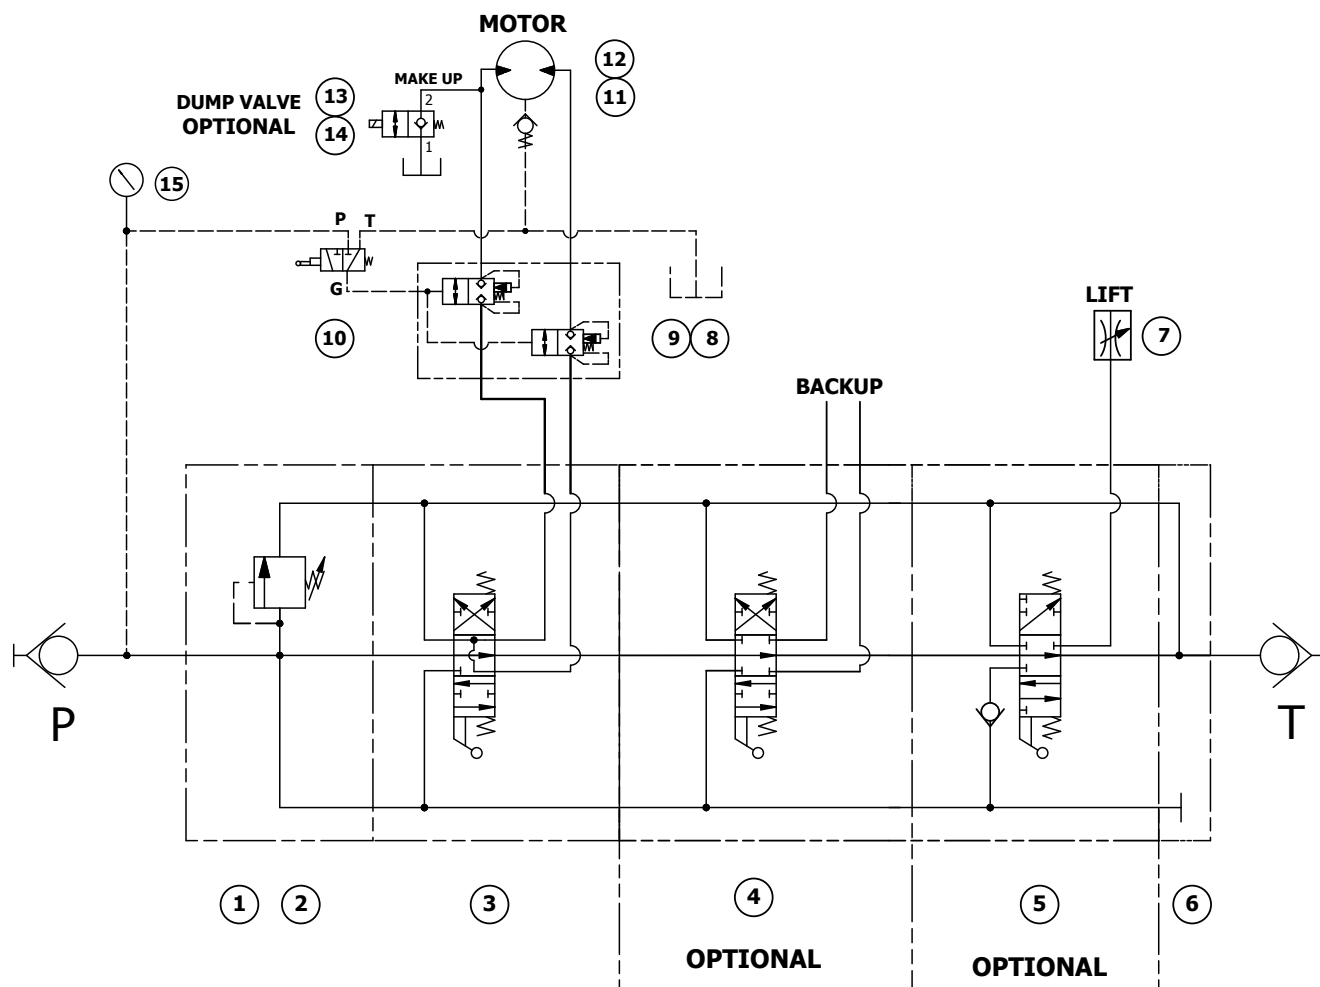 MOTOR
12
11
MAKE UP
2
DUMP VALVE
OPTIONAL
13
14
1
15
P
T
G
10
9
8
LIFT
7
BACKUP
P
T
1
2
3
4
5
6
OPTIONAL
OPTIONAL